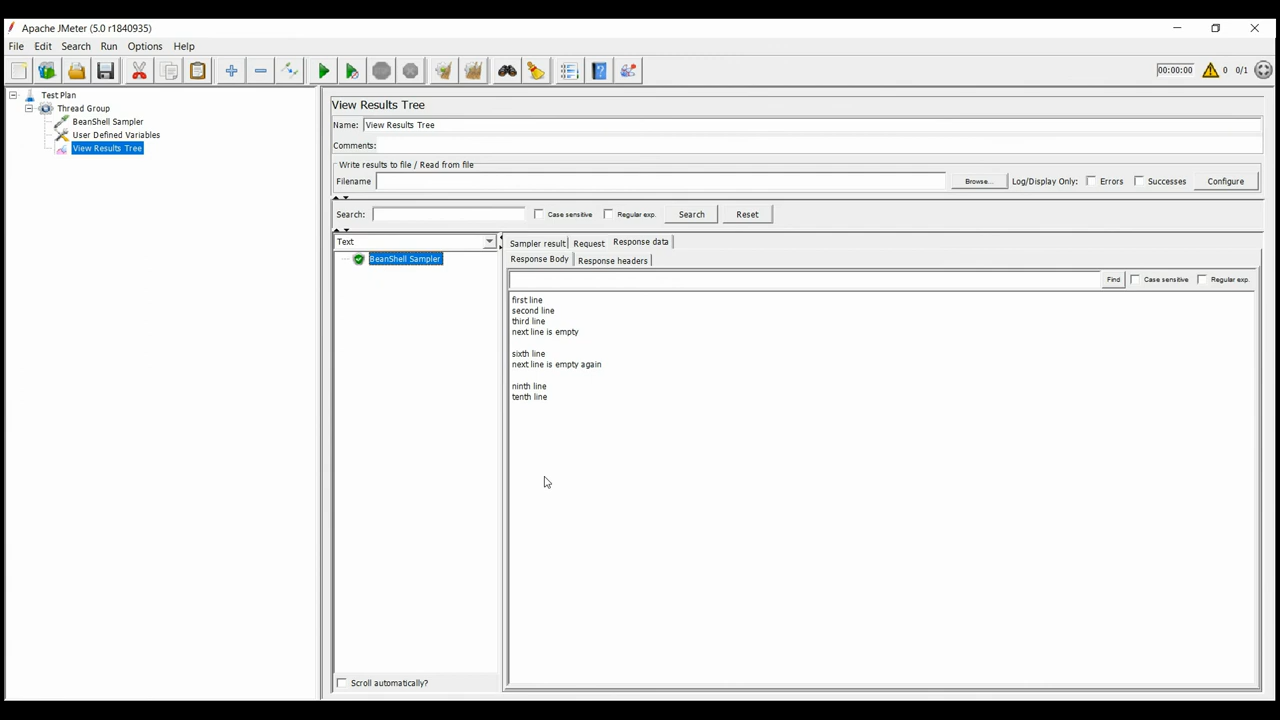 Apache JMeter (5.0 r1840935)
File Edit Search Run Options Help
00:00:00 0 0/1
Test Plan
Thread Group
BeanShell Sampler
User Defined Variables
View Results Tree
View Results Tree
Name: View Results Tree
Comments:
Write results to file / Read from file
Filename Browse... Log/Display Only: Errors Successes Configure
Search: Case sensitive Regular exp. Search Reset
Text
BeanShell Sampler
Scroll automatically?
Sampler result Request Response data
Response Body Response headers
Find Case sensitive Regular exp.
first line
second line
third line
next line is empty
sixth line
next line is empty again
ninth line
tenth line